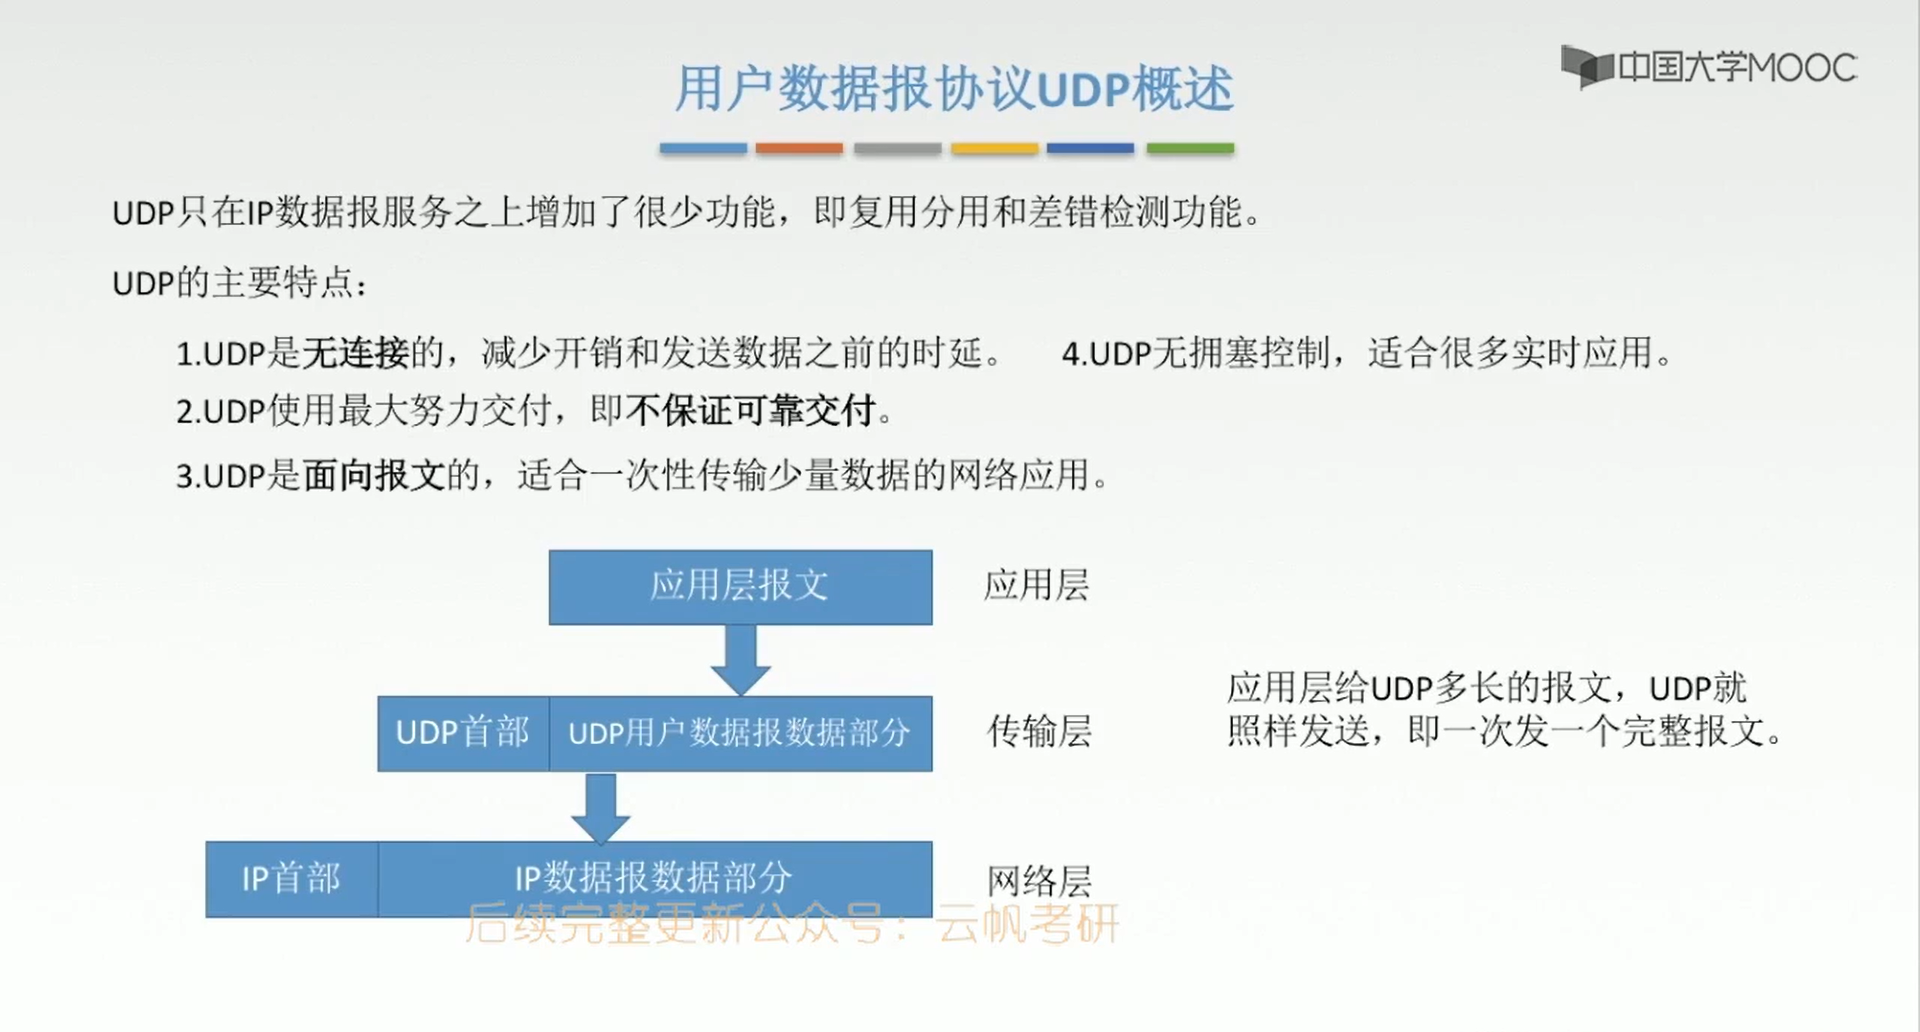 中国大学MOOC
用户数据报协议UDP概述
UDP只在IP数据报服务之上增加了很少功能，即复用分用和差错检测功能。
UDP的主要特点：
1.UDP是无连接的，减少开销和发送数据之前的时延。
2.UDP使用最大努力交付，即不保证可靠交付。
3.UDP是面向报文的，适合一次性传输少量数据的网络应用。
4.UDP无拥塞控制，适合很多实时应用。
应用层报文
应用层
UDP首部
UDP用户数据报数据部分
传输层
应用层给UDP多长的报文，UDP就
照样发送，即一次发一个完整报文。
IP首部
IP数据报数据部分
网络层
后续完整更新公众号：云帆考研